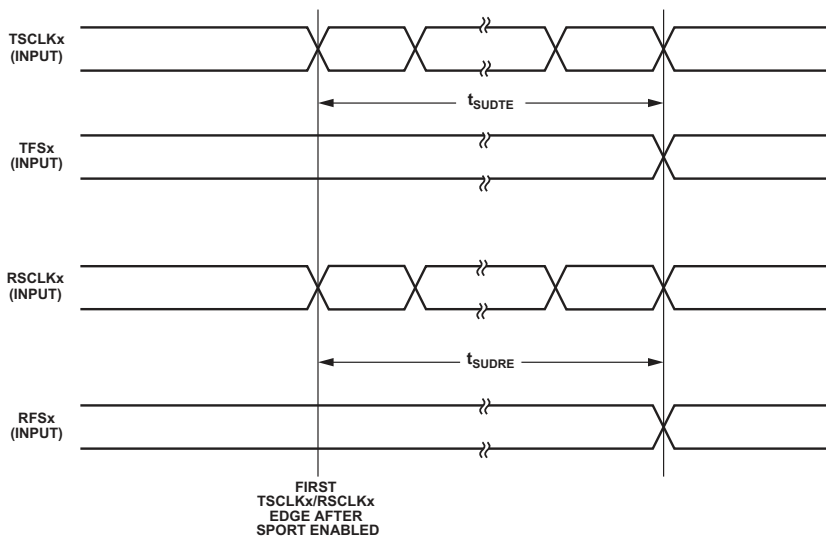 TSCLKx
(INPUT)
tSUDTE
TFSx
(INPUT)
RSCLKx
(INPUT)
tSUDRE
RFSx
(INPUT)
FIRST
TSCLKx/RSCLKx
EDGE AFTER
SPORT ENABLED